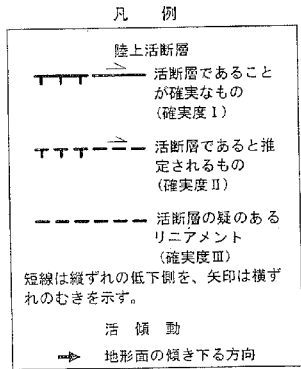 凡例
陸上活断層
活断層であること
が確実なもの
(確実度Ⅰ)
活断層であると推
定されるもの
(確実度Ⅱ)
活断層の疑のある
リニアメント
(確実度Ⅲ)
短線は縦ずれの低下側を、矢印は横ず
れのむきを示す。
活傾動
地形面の傾き下る方向